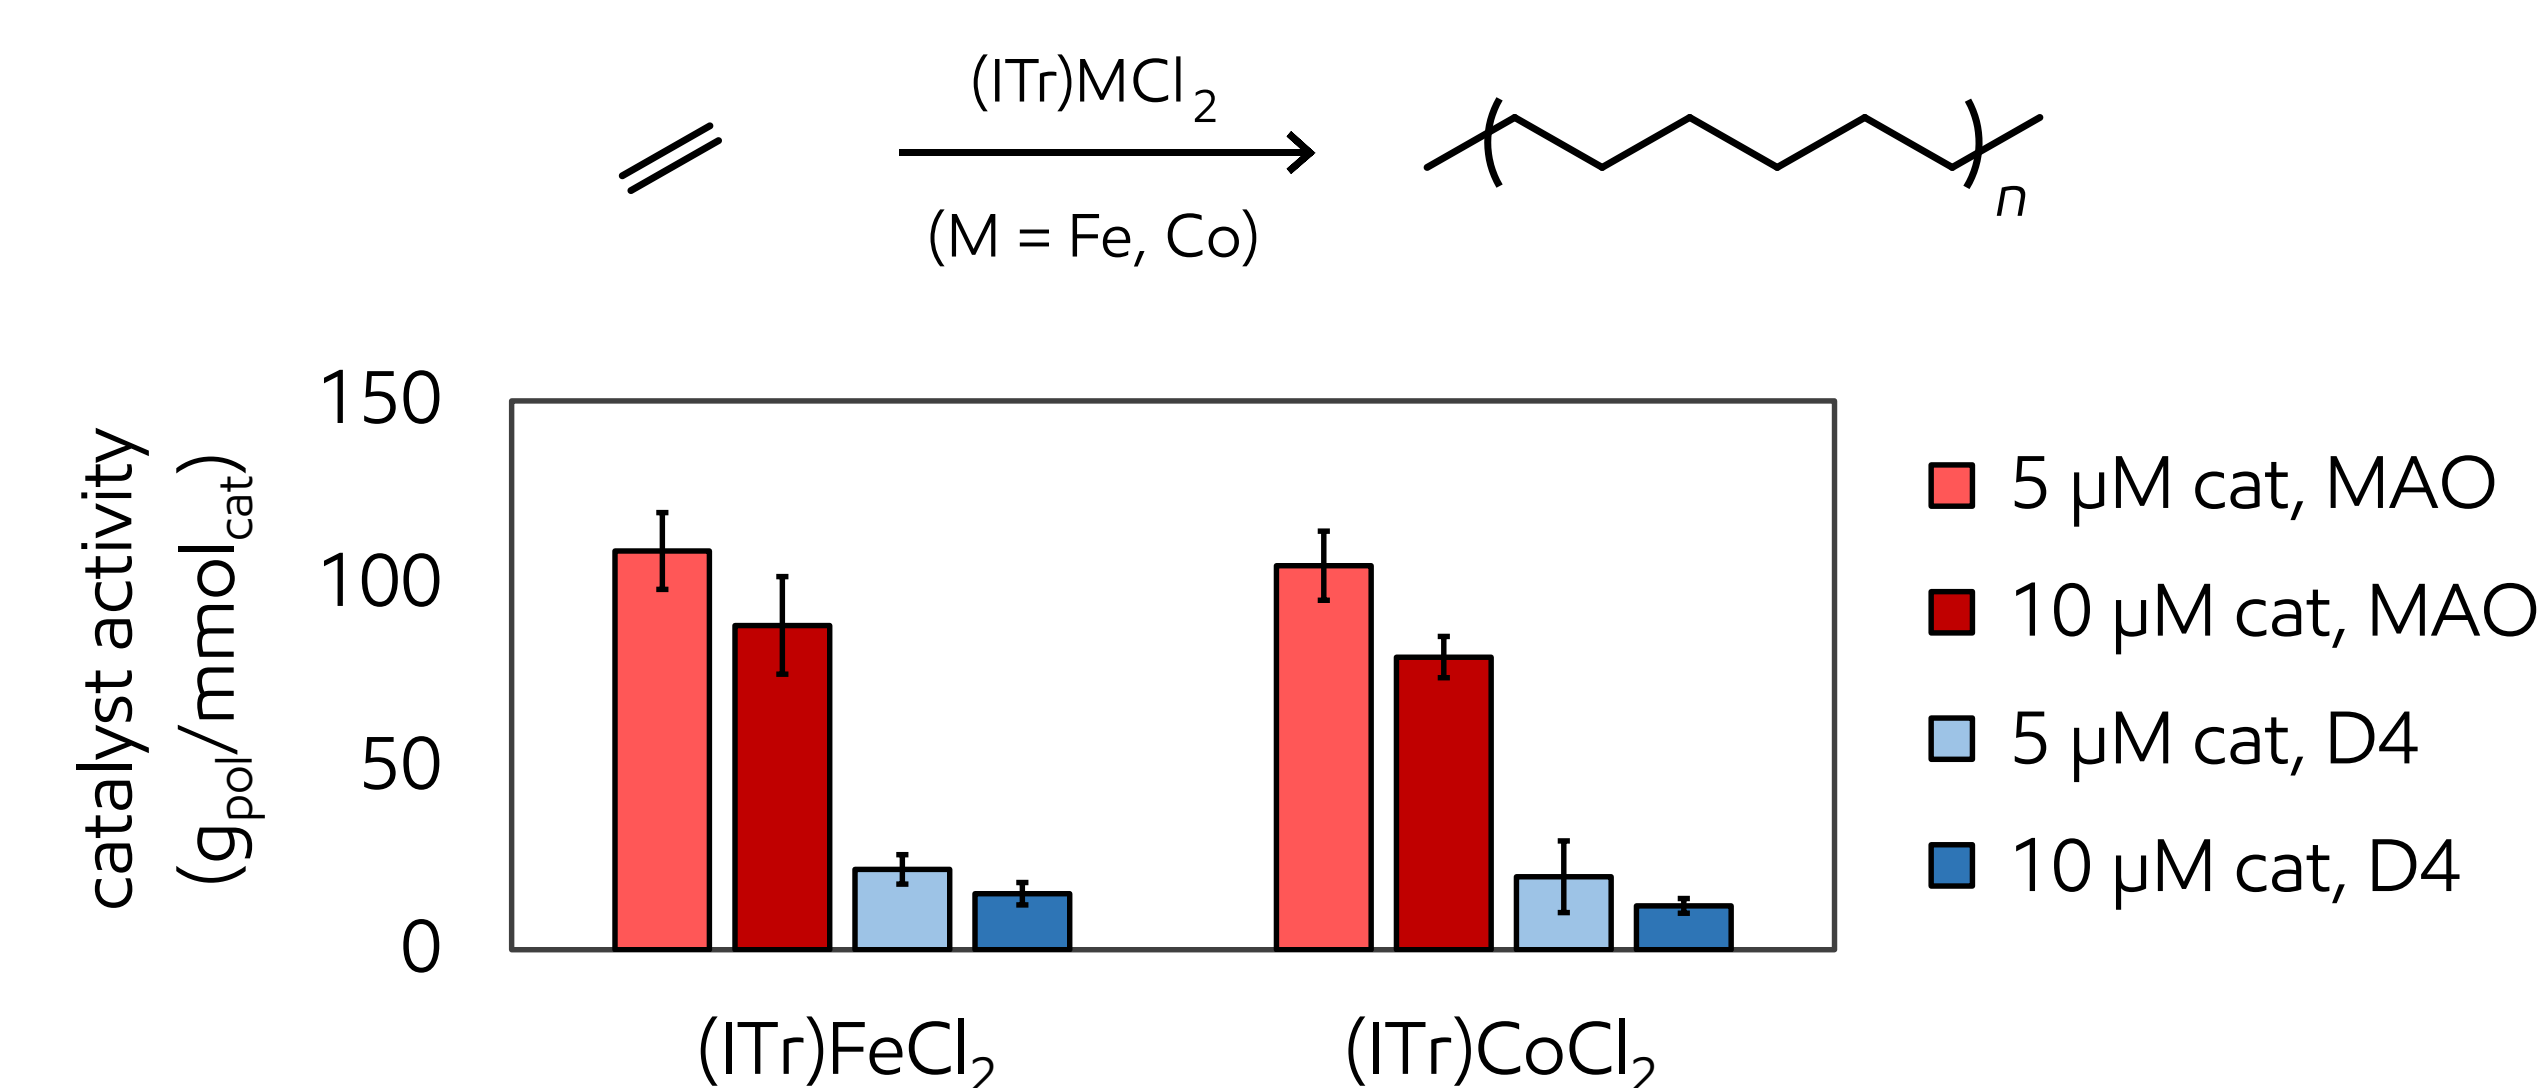 (ITr)MCl2
(M = Fe, Co)
n
catalyst activity
(gpol/mmolcat)
150
100
50
0
(ITr)FeCl2
(ITr)CoCl2
5 µM cat, MAO
10 µM cat, MAO
5 µM cat, D4
10 µM cat, D4